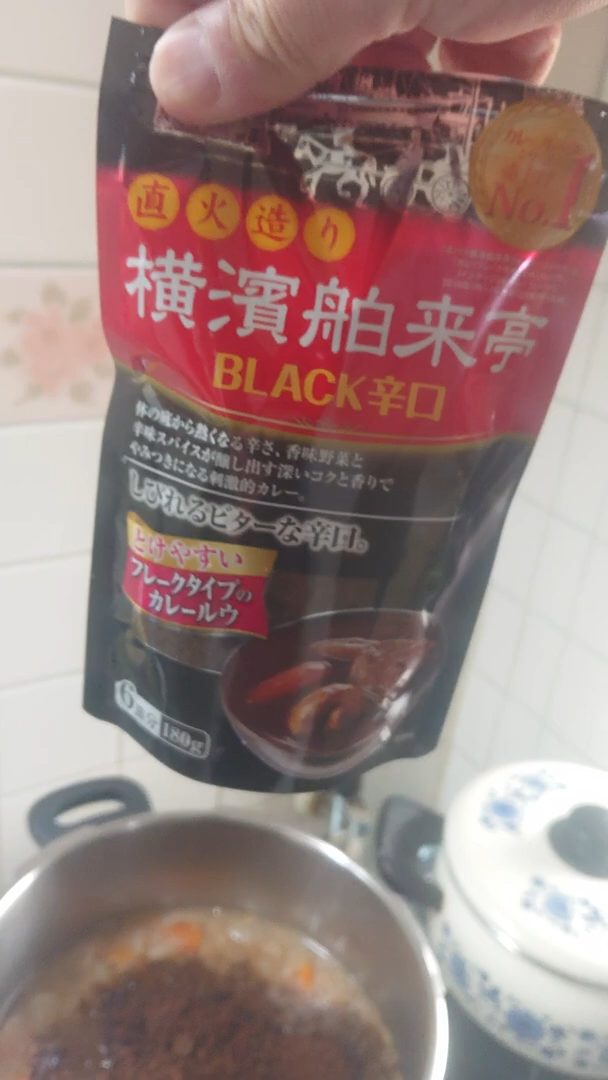 No.1
直火造り
横濱舶来亭
BLACK辛口
体の底から熱くなる辛さ、香味野菜と
辛味スパイスが醸し出す深いコクと香りで
やみつきになる刺激的カレー。
しびれるビターな辛口。
とけやすい
フレークタイプの
カレールウ
6皿分 180g